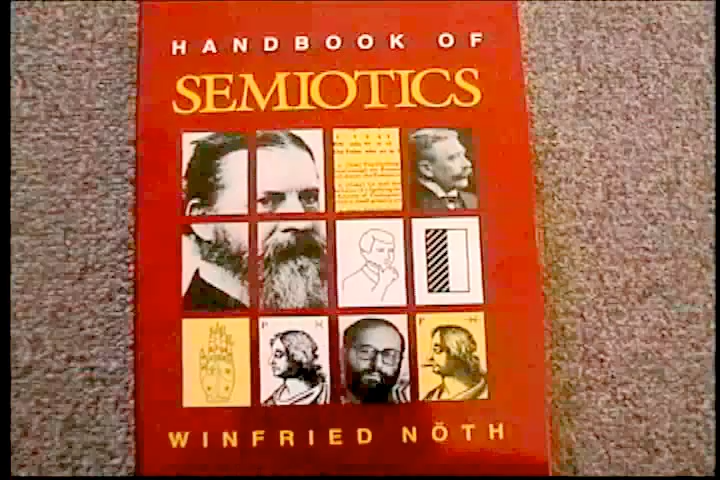 HANDBOOK OF
SEMIOTICS
P H
P H
WINFRIED NÖTH